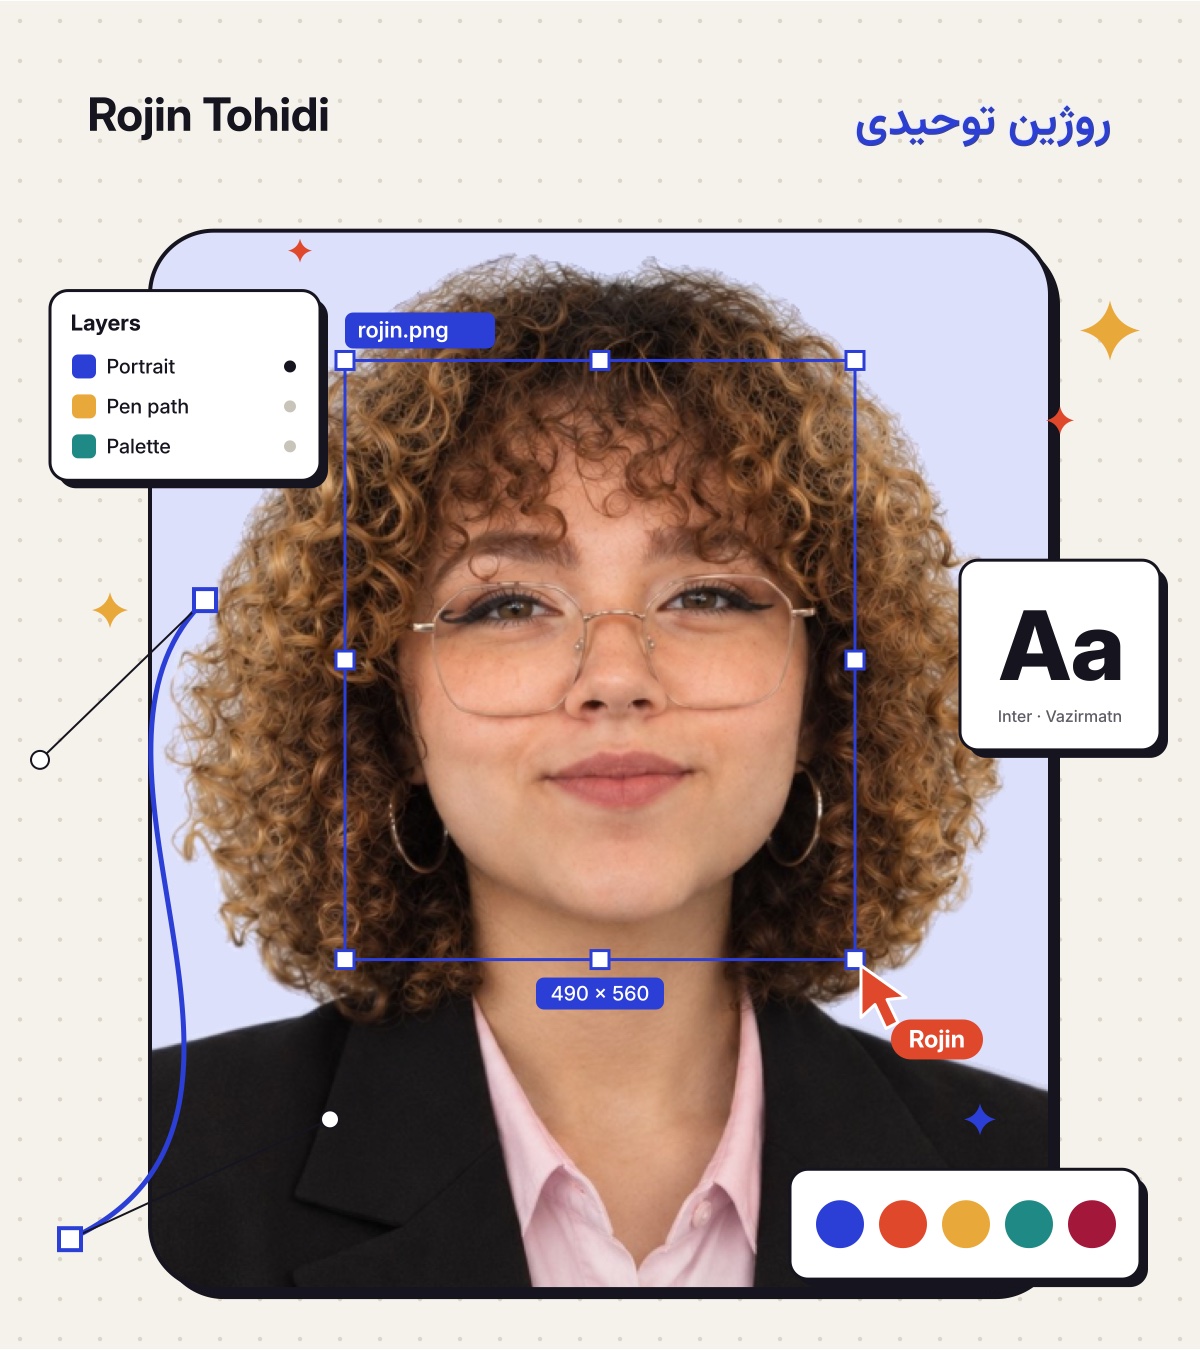 Rojin Tohidi
روژین توحیدی
Layers
Portrait
Pen path
Palette
rojin.png
Aa
Inter · Vazirmatn
490 × 560
Rojin